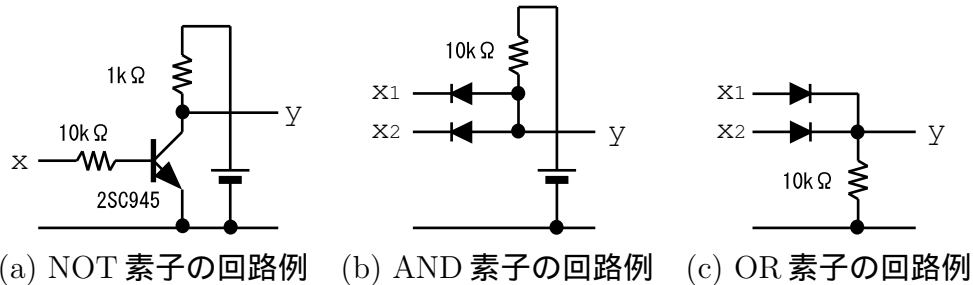 1kΩ
y
10kΩ
x
2SC945
10kΩ
x1
x2
y
x1
x2
y
10kΩ
(a) NOT 素子の回路例
(b) AND 素子の回路例
(c) OR 素子の回路例